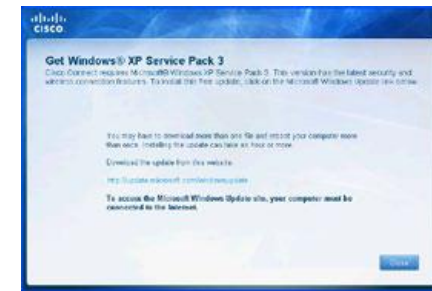 cisco
Get Windows® XP Service Pack 3
Cisco Connect requires Microsoft® Windows XP Service Pack 3. This version has the latest security and
wireless connection features. To install this free update, click on the Microsoft Windows Update link below.
You may have to download more than one file and restart your computer more
than once. Installing the update can take an hour or more.
Download the update from this website:
http://update.microsoft.com/windowsupdate
To access the Microsoft Windows Update site, your computer must be
connected to the Internet.
Close